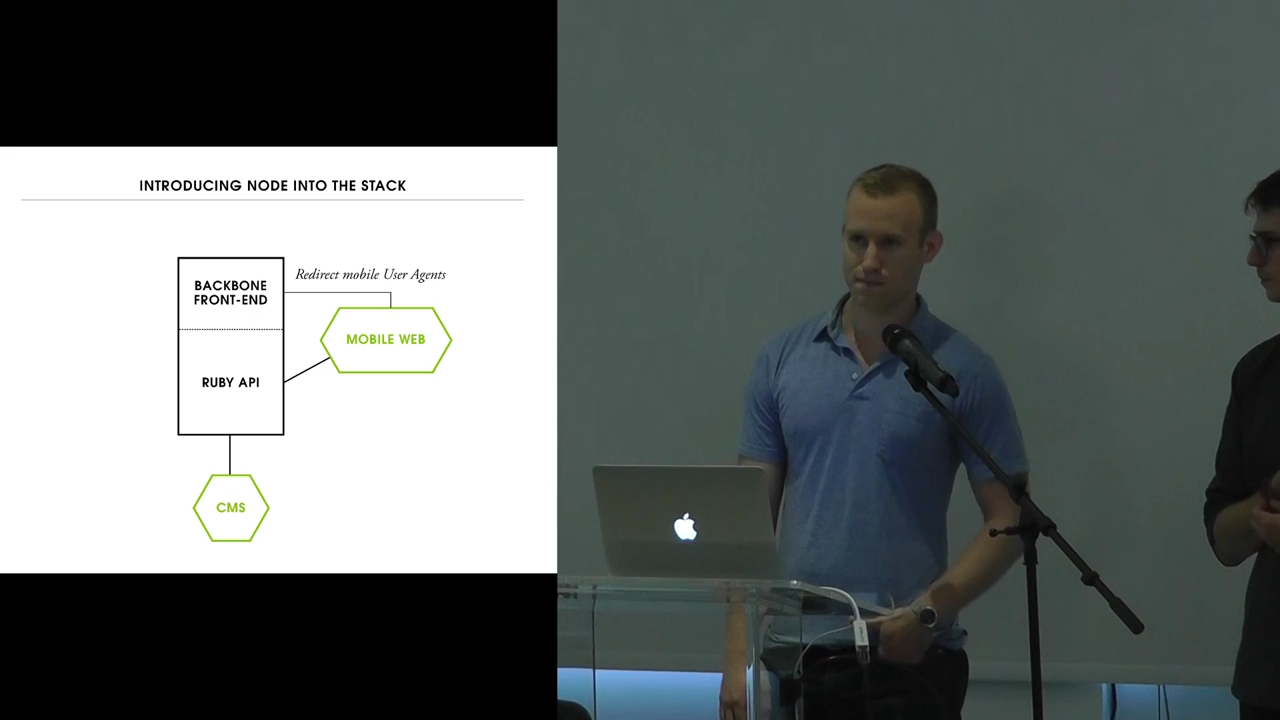 INTRODUCING NODE INTO THE STACK
BACKBONE
FRONT-END
Redirect mobile User Agents
MOBILE WEB
RUBY API
CMS